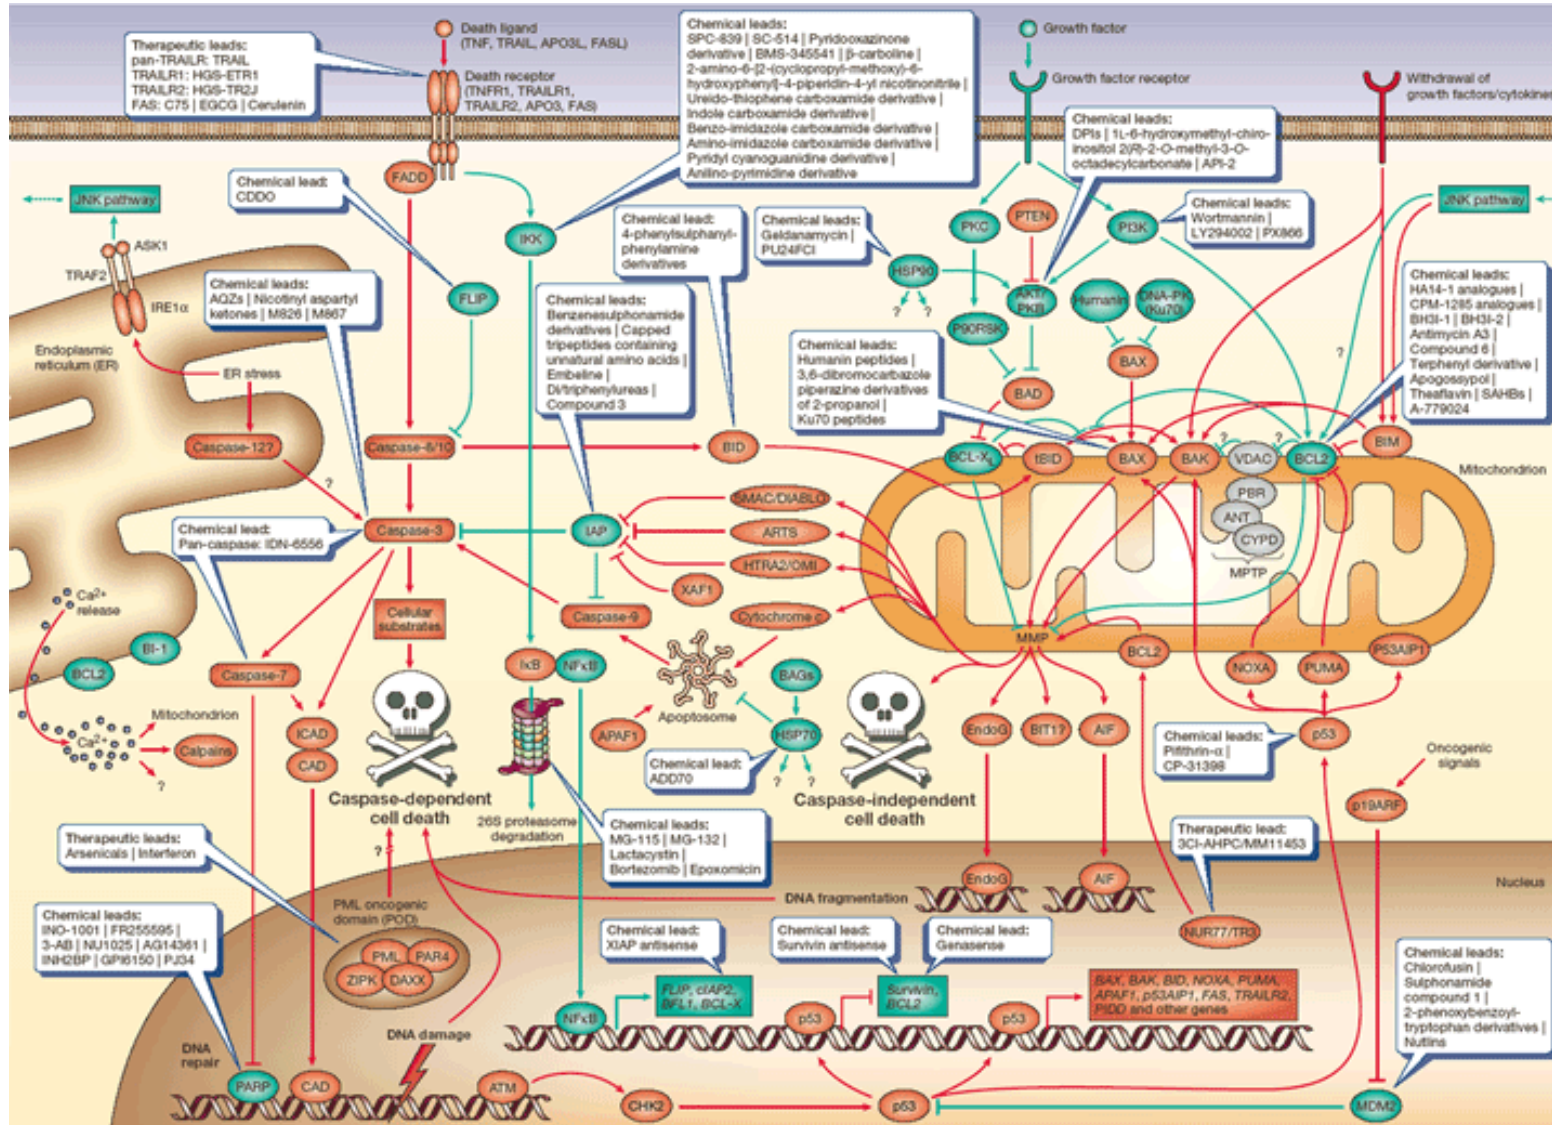 Death ligand
(TNF, TRAIL, APO3L, FASL)
Therapeutic leads:
pan-TRAILR: TRAIL
TRAILR1: HGS-ETR1
TRAILR2: HGS-TR2J
FAS: C75 | EGCG | Cerulenin
Death receptor
(TNFR1, TRAILR1,
TRAILR2, APO3, FAS)
Chemical leads:
SPC-839 | SC-514 | Pyridooxazinone
derivative | BMS-345541 | β-carboline |
2-amino-6-[2-(cyclopropyl-methoxy)-6-
hydroxyphenyl]-4-piperidin-4-yl nicotinonitrile |
Ureido-thiophene carboxamide derivative |
Indole carboxamide derivative |
Benzo-imidazole carboxamide derivative |
Amino-imidazole carboxamide derivative |
Pyridyl cyanoguanidine derivative |
Anilino-pyrimidine derivative
Growth factor
Growth factor receptor
Withdrawal of
growth factors/cytokines
Chemical leads:
DPIs | 1L-6-hydroxymethyl-chiro-
inositol 2(R)-2-O-methyl-3-O-
octadecylcarbonate | API-2
FADD
Chemical lead:
CDDO
JNK pathway
ASK1
TRAF2
IRE1α
Endoplasmic
reticulum (ER)
ER stress
Caspase-12?
?
Chemical leads:
AQZs | Nicotinyl aspartyl
ketones | M826 | M867
IKK
FLIP
Chemical lead:
4-phenylsulphanyl-
phenylamine
derivatives
Chemical leads:
Geldanamycin |
PU24FCl
HSP90
?
?
PKC
PTEN
PI3K
Chemical leads:
Wortmannin |
LY294002 | PX866
JNK pathway
AKT/
PKB
P90RSK
Humanin
DNA-PK
(Ku70)
BAX
BAD
?
Chemical leads:
HA14-1 analogues |
CPM-1285 analogues |
BH3I-1 | BH3I-2 |
Antimycin A3 |
Compound 6 |
Terphenyl derivative |
Apogossypol |
Theaflavin | SAHBs |
A-779024
Chemical leads:
Benzenesulphonamide
derivatives | Capped
tripeptides containing
unnatural amino acids |
Embeline |
Di/triphenylureas |
Compound 3
Chemical leads:
Humanin peptides |
3,6-dibromocarbazole
piperazine derivatives
of 2-propanol |
Ku70 peptides
Caspase-8/10
BID
BCL-XL
tBID
BAX
BAK
?
VDAC
?
BCL2
BIM
Mitochondrion
PBR
ANT
CYPD
MPTP
Chemical lead:
Pan-caspase: IDN-6556
Caspase-3
IAP
SMAC/DIABLO
ARTS
HTRA2/OMI
XAF1
Cytochrome c
Caspase-9
Cellular
substrates
Ca2+
release
BI-1
BCL2
Caspase-7
Ca2+
Mitochondrion
Calpains
?
ICAD
CAD
IκB
NFκB
Apoptosome
APAF1
BAGs
HSP70
?
?
Chemical lead:
ADD70
MMP
BCL2
NOXA
PUMA
P53AIP1
EndoG
BIT1?
AIF
Chemical leads:
Pifithrin-α |
CP-31398
p53
Oncogenic
signals
p19ARF
Caspase-dependent
cell death
?
26S proteasome
degradation
Caspase-independent
cell death
Chemical leads:
MG-115 | MG-132 |
Lactacystin |
Bortezomib | Epoxomicin
Therapeutic leads:
Arsenicals | Interferon
Therapeutic lead:
3Cl-AHPC/MM11453
EndoG
AIF
DNA fragmentation
Nucleus
PML oncogenic
domain (POD)
PML
PAR4
ZIPK
DAXX
Chemical leads:
INO-1001 | FR255595 |
3-AB | NU1025 | AG14361 |
INH2BP | GPI6150 | PJ34
Chemical lead:
XIAP antisense
Chemical lead:
Survivin antisense
Chemical lead:
Genasense
NUR77/TR3
Chemical leads:
Chlorofusin |
Sulphonamide
compound 1 |
2-phenoxybenzoyl-
tryptophan derivatives |
Nutlins
FLIP, cIAP2,
BFL1, BCL-X
Survivin,
BCL2
BAX, BAK, BID, NOXA, PUMA,
APAF1, p53AIP1, FAS, TRAILR2,
PIDD and other genes
NFκB
p53
p53
DNA damage
DNA
repair
PARP
CAD
ATM
CHK2
p53
MDM2